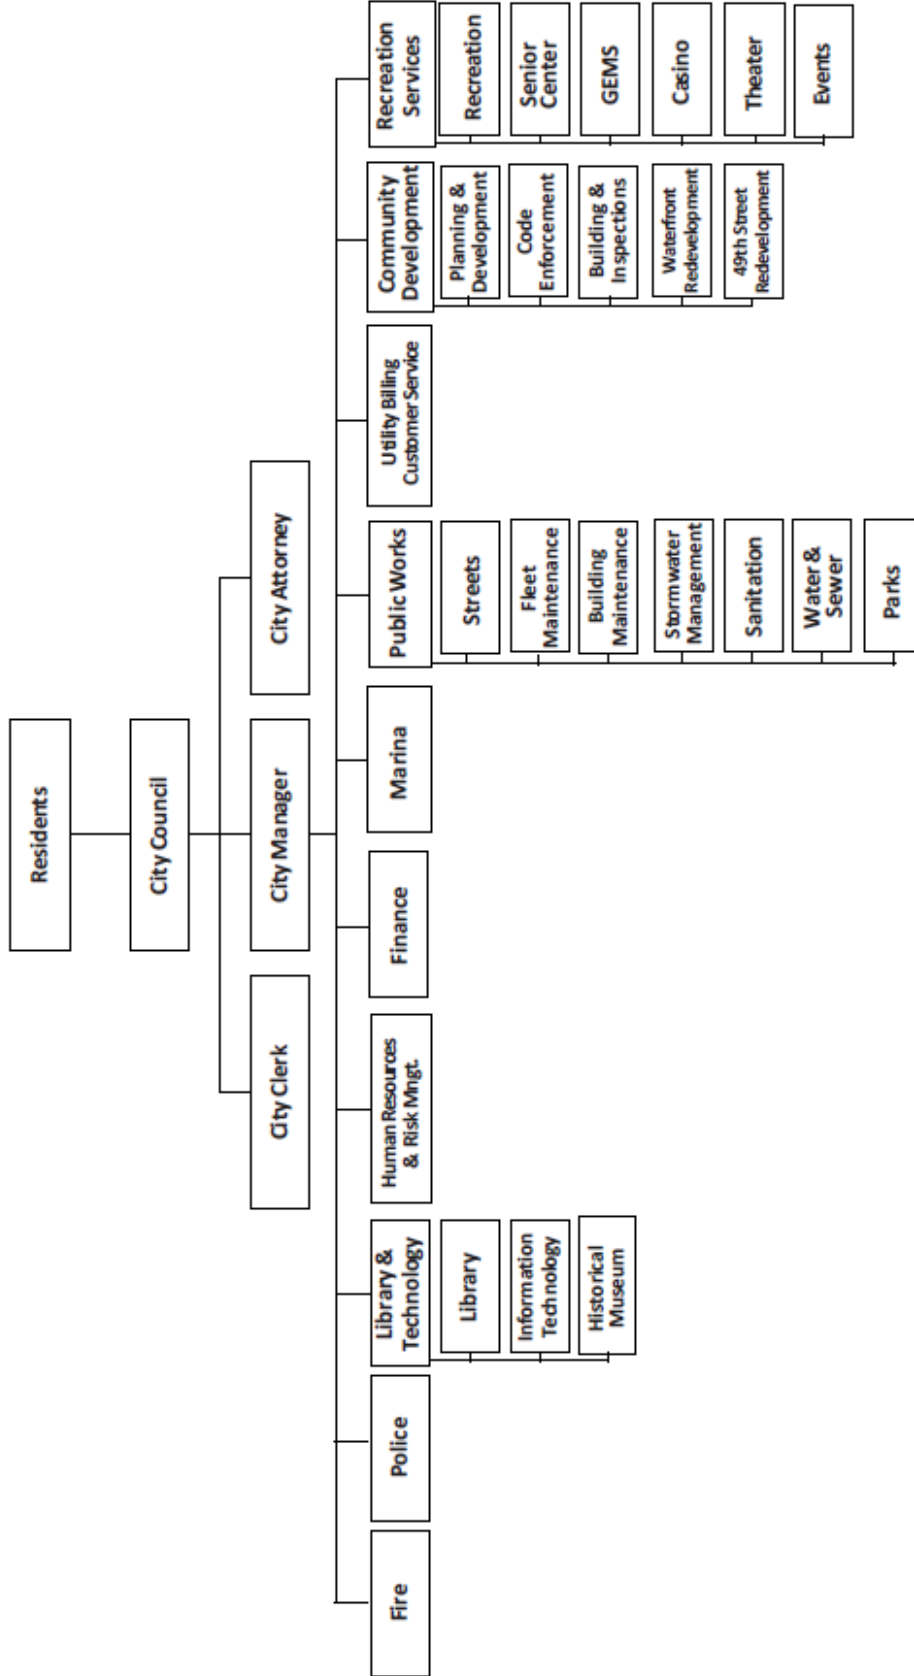 Residents
City Council
City Clerk
City Manager
City Attorney
Fire
Police
Library &
Technology
Library
Information
Technology
Historical
Museum
Human Resources
& Risk Mngt.
Finance
Marina
Public Works
Streets
Fleet
Maintenance
Building
Maintenance
Stormwater
Management
Sanitation
Water &
Sewer
Parks
Utility Billing
Customer Service
Community
Development
Planning &
Development
Code
Enforcement
Building &
Inspections
Waterfront
Redevelopment
49th Street
Redevelopment
Recreation
Services
Recreation
Senior
Center
GEMS
Casino
Theater
Events